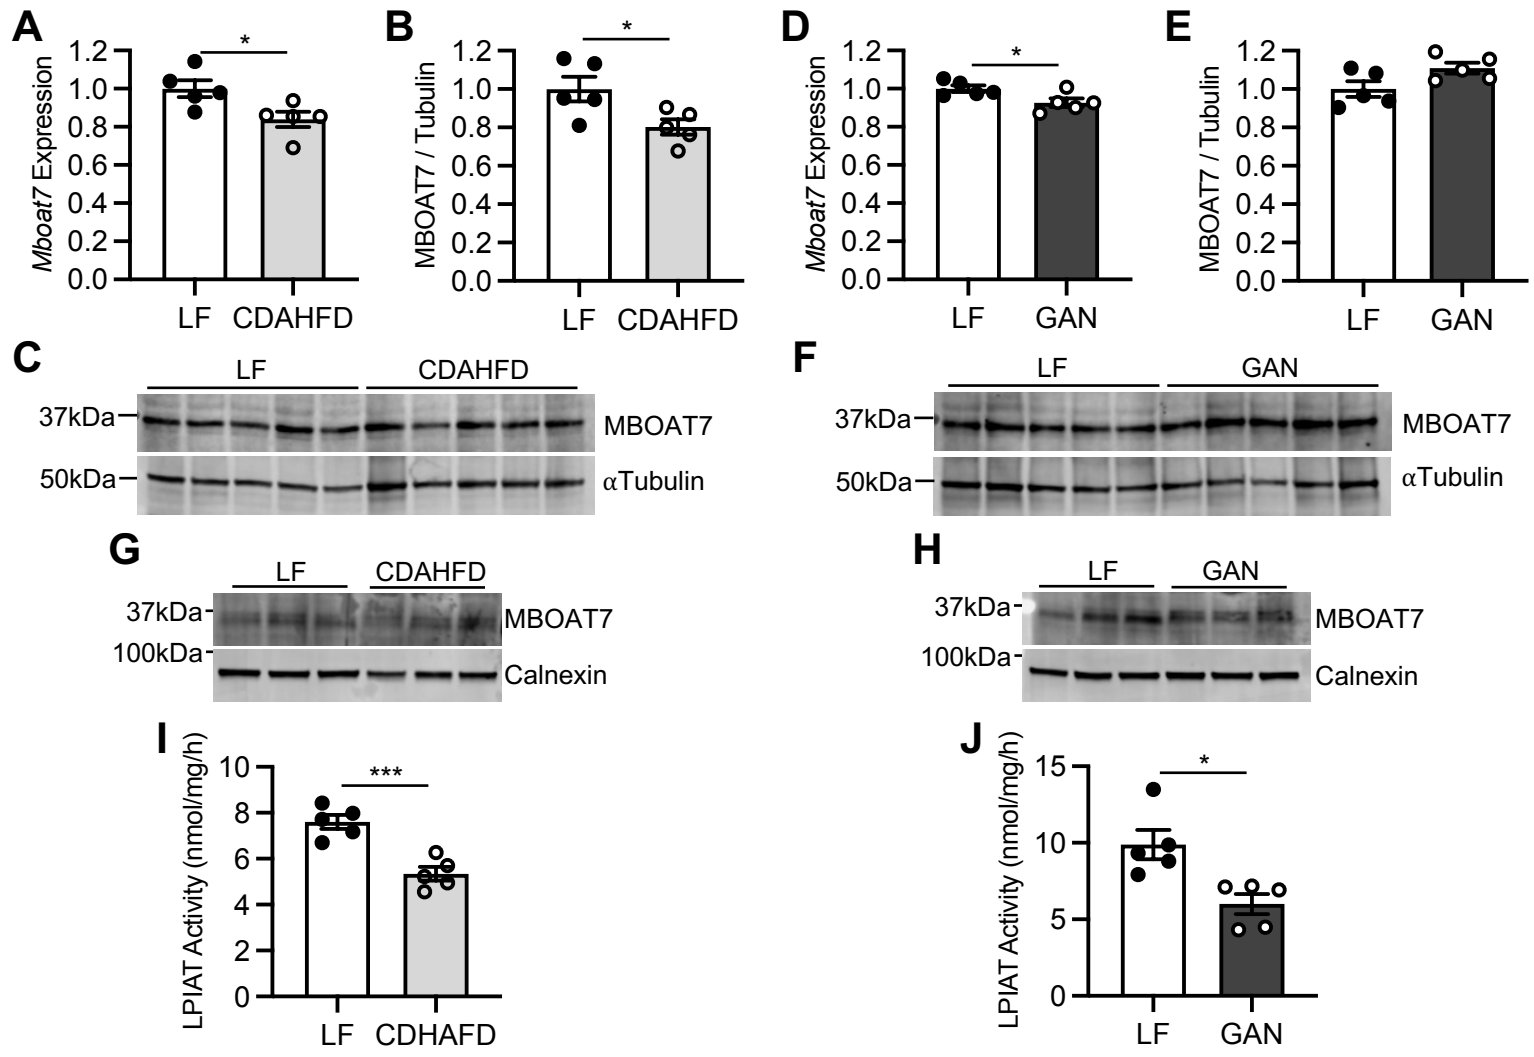 A
Mboat7 Expression
1.2
1.0
0.8
0.6
0.4
0.2
0.0
*
LF CDAHFD
B
MBOAT7 / Tubulin
1.2
1.0
0.8
0.6
0.4
0.2
0.0
*
LF CDAHFD
D
Mboat7 Expression
1.2
1.0
0.8
0.6
0.4
0.2
0.0
*
LF GAN
E
MBOAT7 / Tubulin
1.2
1.0
0.8
0.6
0.4
0.2
0.0
LF GAN
C
LF CDAHFD
37kDa MBOAT7
50kDa αTubulin
F
LF GAN
37kDa MBOAT7
50kDa αTubulin
G
LF CDAHFD
37kDa MBOAT7
100kDa Calnexin
H
LF GAN
37kDa MBOAT7
100kDa Calnexin
I
LPIAT Activity (nmol/mg/h)
10
8
6
4
2
0
***
LF CDHAFD
J
LPIAT Activity (nmol/mg/h)
15
10
5
0
*
LF GAN